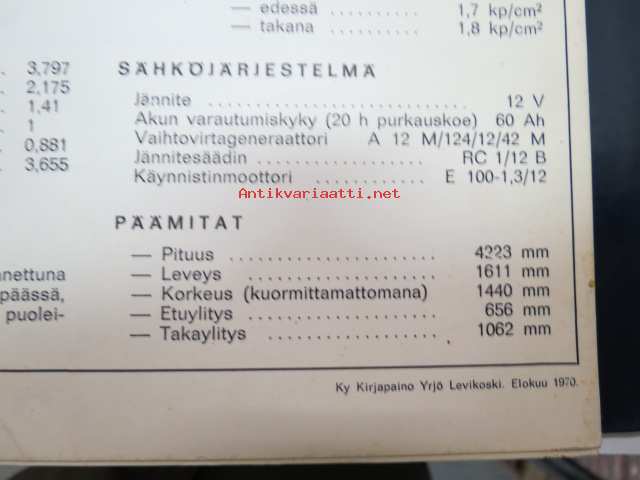 — edessä .......... 1,7 kp/cm²
— takana .......... 1,8 kp/cm²
3,797
2,175
1,41
1
0,881
3,655
SÄHKÖJÄRJESTELMÄ
Jännite .......... 12 V
Akun varautumiskyky (20 h purkauskoe) 60 Ah
Vaihtovirtageneraattori A 12 M/124/12/42 M
Jännitesäädin .......... RC 1/12 B
Käynnistinmoottori .......... E 100-1,3/12
Antikvariaatti.net
PÄÄMITAT
— Pituus .......... 4223 mm
— Leveys .......... 1611 mm
— Korkeus (kuormittamattomana) 1440 mm
— Etuylitys .......... 656 mm
— Takaylitys .......... 1062 mm
nettuna
päässä,
puolei-
Ky Kirjapaino Yrjö Levikoski. Elokuu 1970.